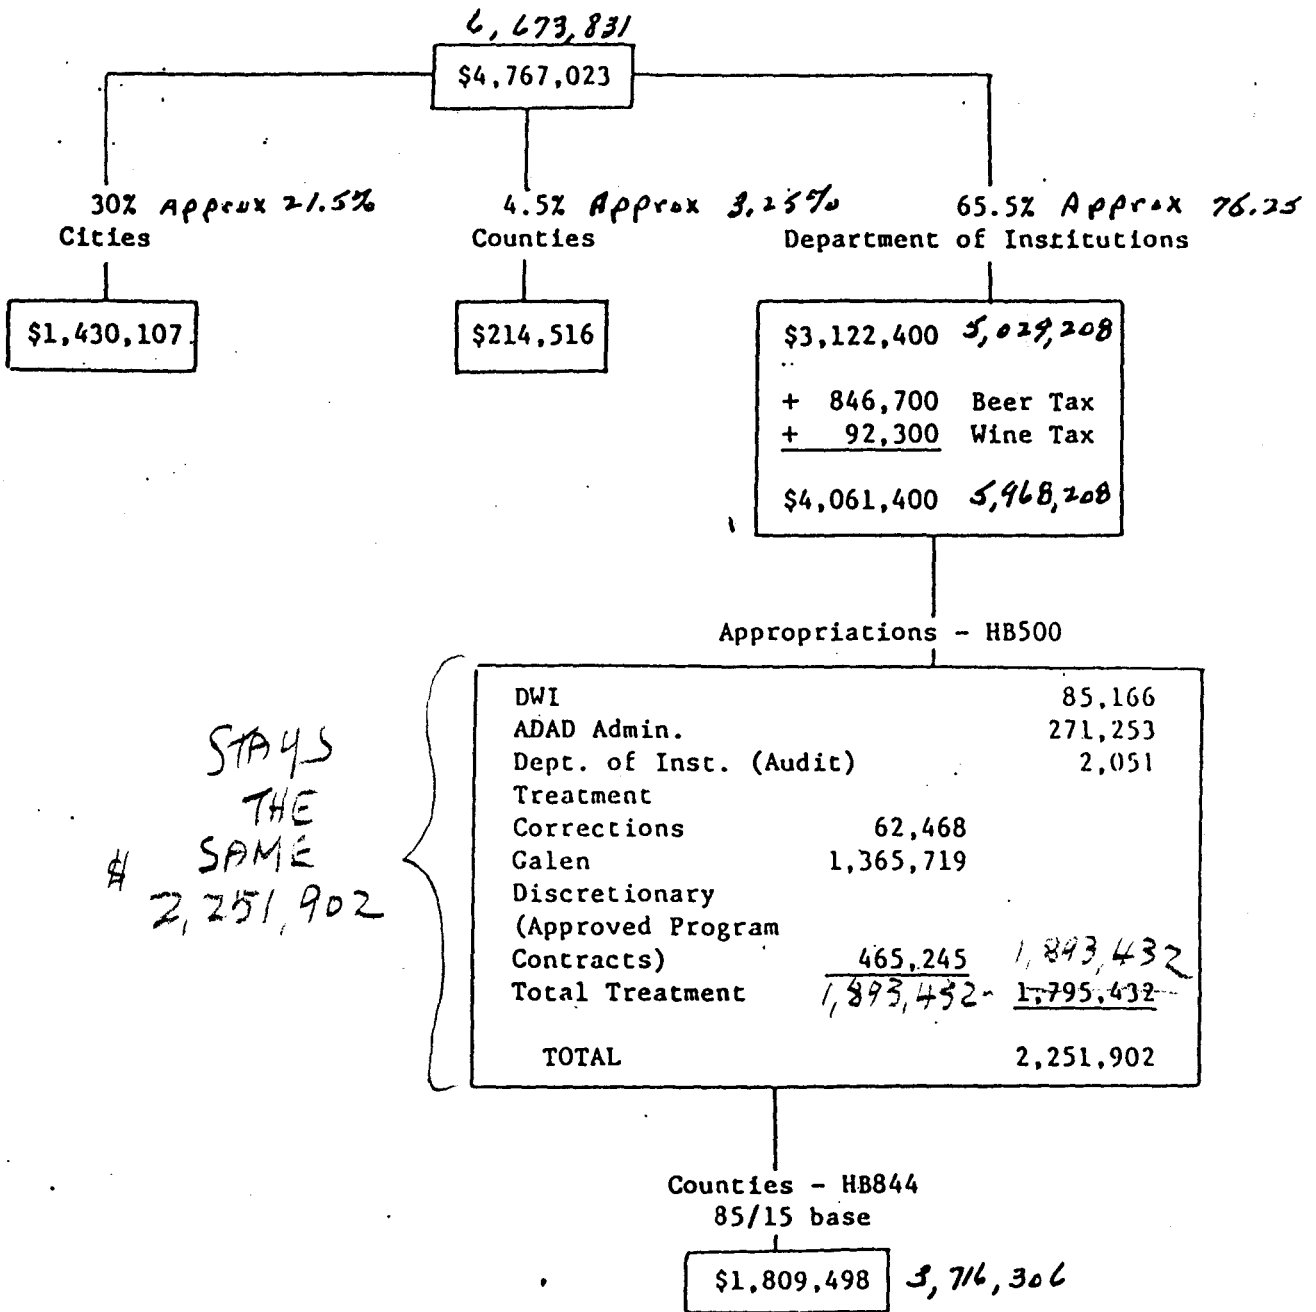 6,673,831
$4,767,023
30% Approx 21.5%
Cities
4.5% Approx 3.25%
Counties
65.5% Approx 76.25
Department of Institutions
$1,430,107
$214,516
$3,122,400 5,029,208
+ 846,700 Beer Tax
+ 92,300 Wine Tax
$4,061,400 5,968,208
Appropriations - HB500
STAYS
THE
SAME
$ 2,251,902
DWI 85,166
ADAD Admin. 271,253
Dept. of Inst. (Audit) 2,051
Treatment
Corrections 62,468
Galen 1,365,719
Discretionary
(Approved Program
Contracts) 465,245 1,893,432
Total Treatment 1,893,432 1,795,432
TOTAL 2,251,902
Counties - HB844
85/15 base
$1,809,498 3,716,306